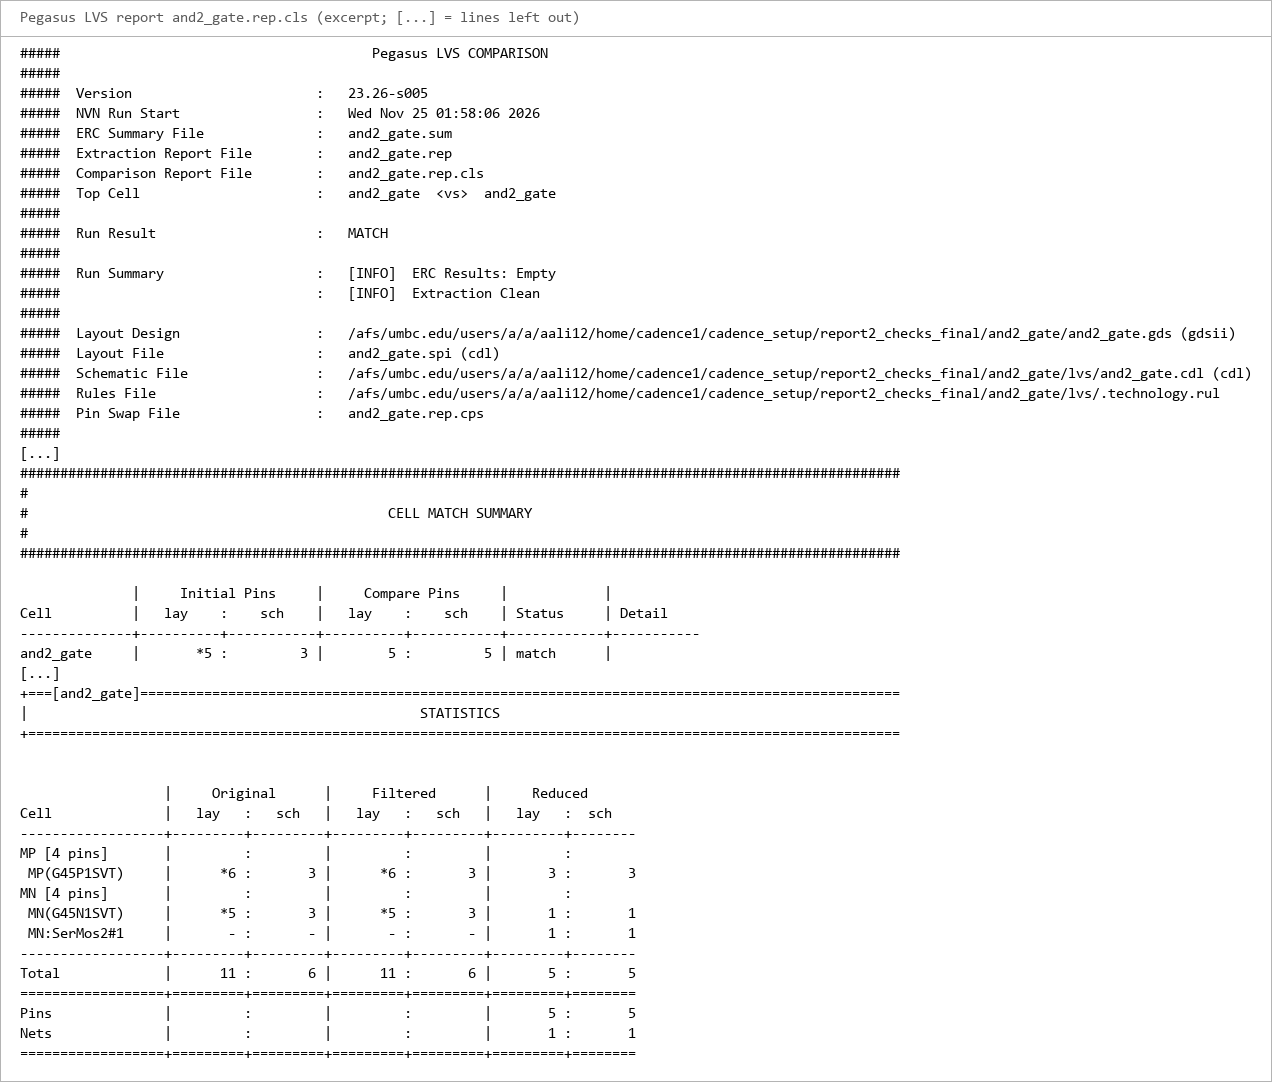 Pegasus LVS report and2_gate.rep.cls (excerpt; [...] = lines left out)
#####                                       Pegasus LVS COMPARISON
#####
#####  Version                       :   23.26-s005
#####  NVN Run Start                 :   Wed Nov 25 01:58:06 2026
#####  ERC Summary File              :   and2_gate.sum
#####  Extraction Report File        :   and2_gate.rep
#####  Comparison Report File        :   and2_gate.rep.cls
#####  Top Cell                      :   and2_gate  <vs>  and2_gate
#####
#####  Run Result                    :   MATCH
#####
#####  Run Summary                   :   [INFO]  ERC Results: Empty
#####                                :   [INFO]  Extraction Clean
#####
#####  Layout Design                 :   /afs/umbc.edu/users/a/a/aali12/home/cadence1/cadence_setup/report2_checks_final/and2_gate/and2_gate.gds (gdsii)
#####  Layout File                   :   and2_gate.spi (cdl)
#####  Schematic File                :   /afs/umbc.edu/users/a/a/aali12/home/cadence1/cadence_setup/report2_checks_final/and2_gate/lvs/and2_gate.cdl (cdl)
#####  Rules File                    :   /afs/umbc.edu/users/a/a/aali12/home/cadence1/cadence_setup/report2_checks_final/and2_gate/lvs/.technology.rul
#####  Pin Swap File                 :   and2_gate.rep.cps
#####
[...]
##############################################################################################################
#
#                                             CELL MATCH SUMMARY
#
##############################################################################################################
              |     Initial Pins     |     Compare Pins     |            |
Cell          |   lay    :    sch    |   lay    :    sch    | Status     | Detail
--------------+----------+-----------+----------+-----------+------------+-----------
and2_gate     |       *5 :         3 |        5 :         5 | match      |
[...]
+===[and2_gate]===============================================================================================
|                                                 STATISTICS
+=============================================================================================================
                  |     Original      |     Filtered      |     Reduced
Cell              |   lay   :   sch   |   lay   :   sch   |   lay   :  sch
------------------+---------+---------+---------+---------+---------+--------
MP [4 pins]       |         :         |         :         |         :
 MP(G45P1SVT)     |      *6 :       3 |      *6 :       3 |       3 :       3
MN [4 pins]       |         :         |         :         |         :
 MN(G45N1SVT)     |      *5 :       3 |      *5 :       3 |       1 :       1
 MN:SerMos2#1     |       - :       - |       - :       - |       1 :       1
------------------+---------+---------+---------+---------+---------+--------
Total             |      11 :       6 |      11 :       6 |       5 :       5
==================+=========+=========+=========+=========+=========+========
Pins              |         :         |         :         |       5 :       5
Nets              |         :         |         :         |       1 :       1
==================+=========+=========+=========+=========+=========+========